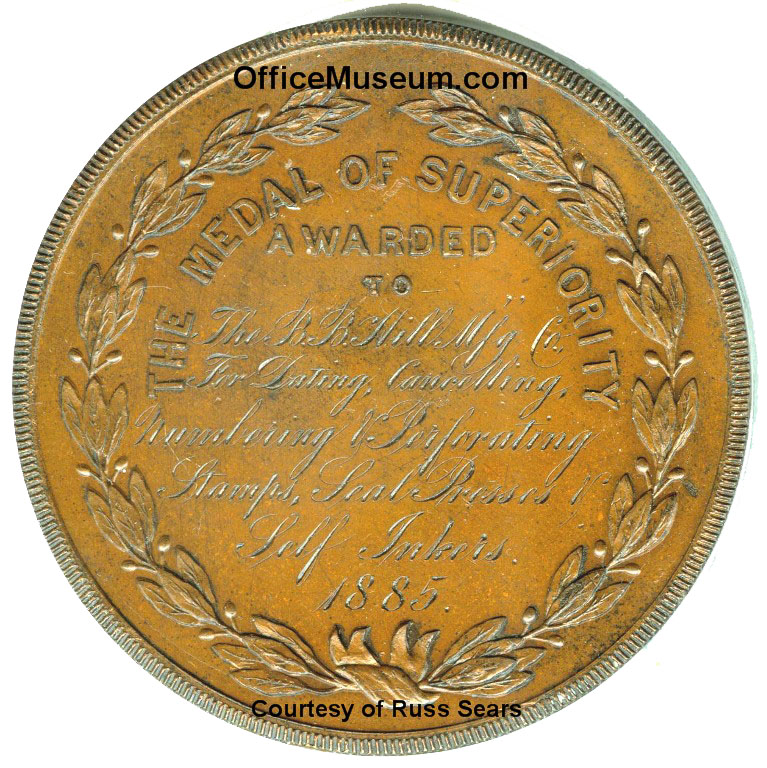 OfficeMuseum.com
THE MEDAL OF SUPERIORITY
AWARDED
TO
The B.B. Hill Mf'g Co.
For Dating, Cancelling,
Numbering & Perforating
Stamps, Seal Presses &c
Self Inkers.
1885.
Courtesy of Russ Sears